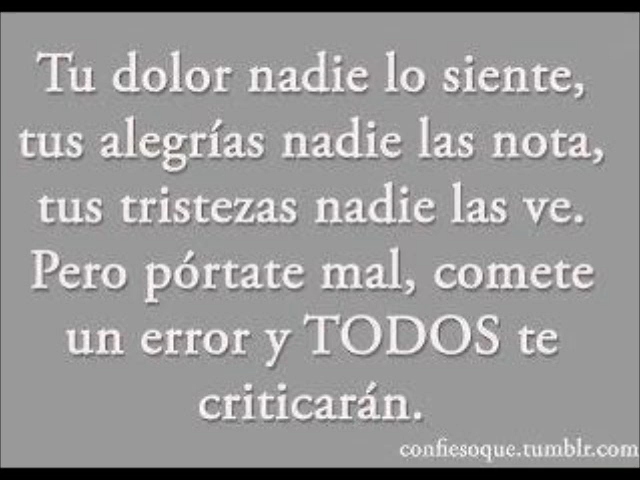 Tu dolor nadie lo siente,
tus alegrías nadie las nota,
tus tristezas nadie las ve.
Pero pórtate mal, comete
un error y TODOS te
criticarán.
confiesoque.tumblr.com